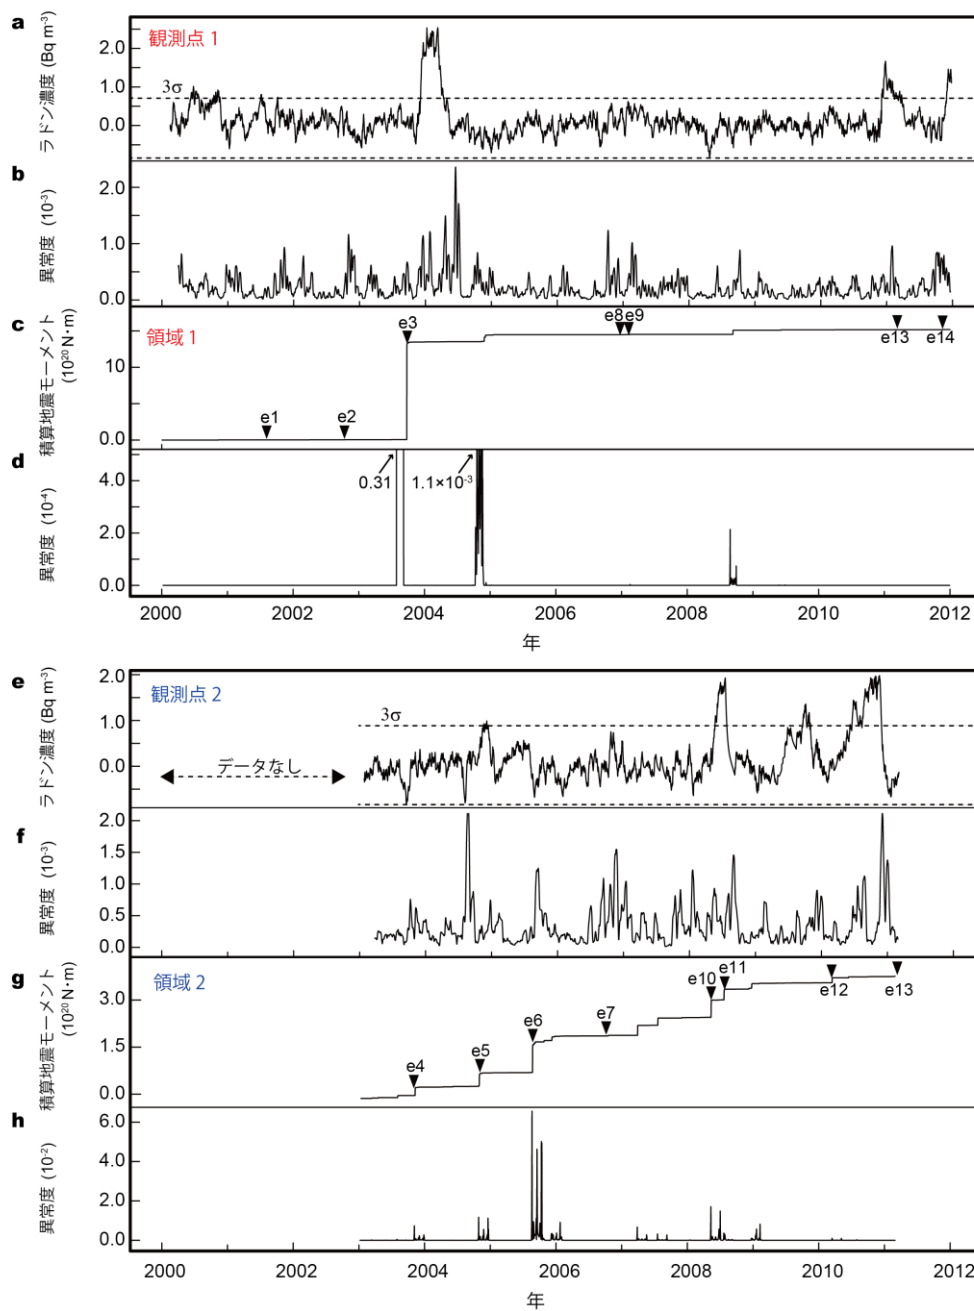 a
ラドン濃度 (Bq m-3)
観測点 1
3σ
2.0
1.0
0.0
b
異常度 (10-3)
2.0
1.0
0.0
c
積算地震モーメント
(1020 N・m)
領域 1
10
0.0
e1
e2
e3
e8
e9
e13
e14
d
異常度 (10-4)
4.0
2.0
0.0
0.31
1.1×10-3
2000 2002 2004 2006 2008 2010 2012
年
e
ラドン濃度 (Bq m-3)
観測点 2
3σ
データなし
2.0
1.0
0.0
f
異常度 (10-3)
2.0
1.5
1.0
0.5
0.0
g
積算地震モーメント
(1020 N・m)
領域 2
3.0
1.5
0.0
e4
e5
e6
e7
e10
e11
e12
e13
h
異常度 (10-2)
6.0
4.0
2.0
0.0
2000 2002 2004 2006 2008 2010 2012
年